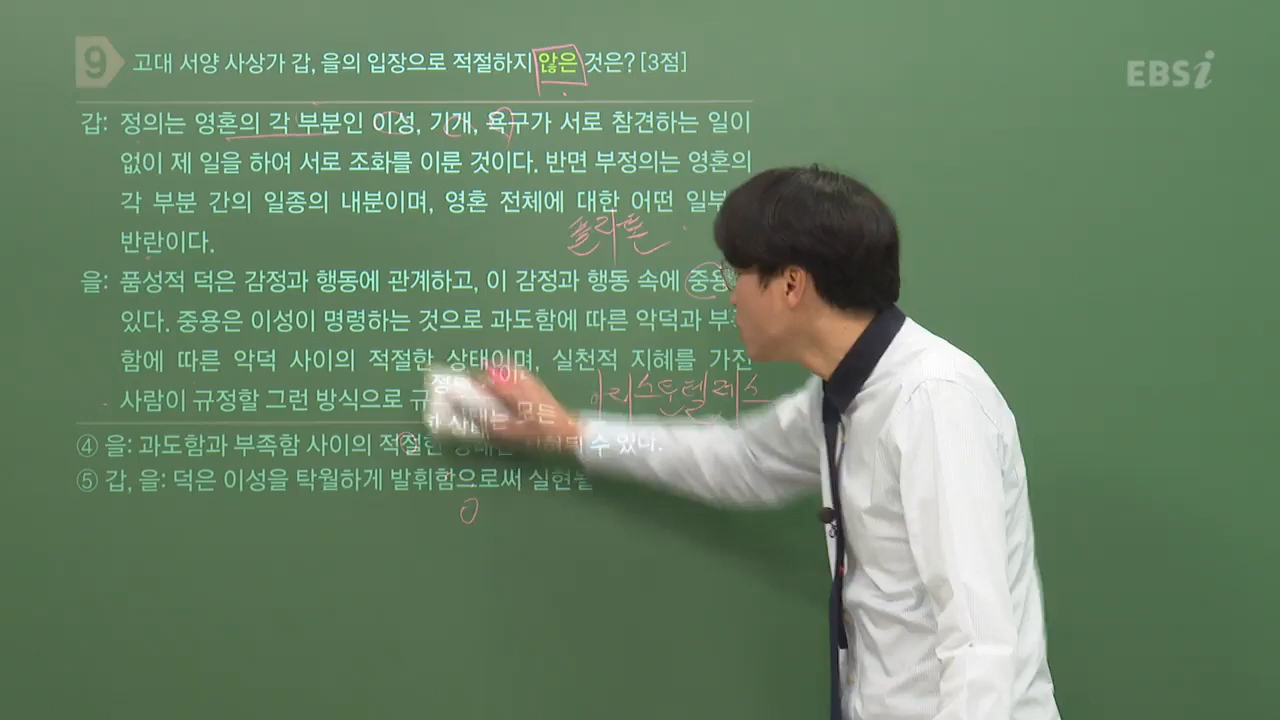 9 고대 서양 사상가 갑, 을의 입장으로 적절하지 않은 것은? [3점]
EBSi
갑: 정의는 영혼의 각 부분인 이성, 기개, 욕구가 서로 참견하는 일이
없이 제 일을 하여 서로 조화를 이룬 것이다. 반면 부정의는 영혼의
각 부분 간의 일종의 내분이며, 영혼 전체에 대한 어떤 일부
반란이다.
플라톤
을: 품성적 덕은 감정과 행동에 관계하고, 이 감정과 행동 속에 중용
있다. 중용은 이성이 명령하는 것으로 과도함에 따른 악덕과 부
함에 따른 악덕 사이의 적절한 상태이며, 실천적 지혜를 가진
사람이 규정할 그런 방식으로 규
아리스토텔레스
④ 을: 과도함과 부족함 사이의 적절한 수 있다.
⑤ 갑, 을: 덕은 이성을 탁월하게 발휘함으로써